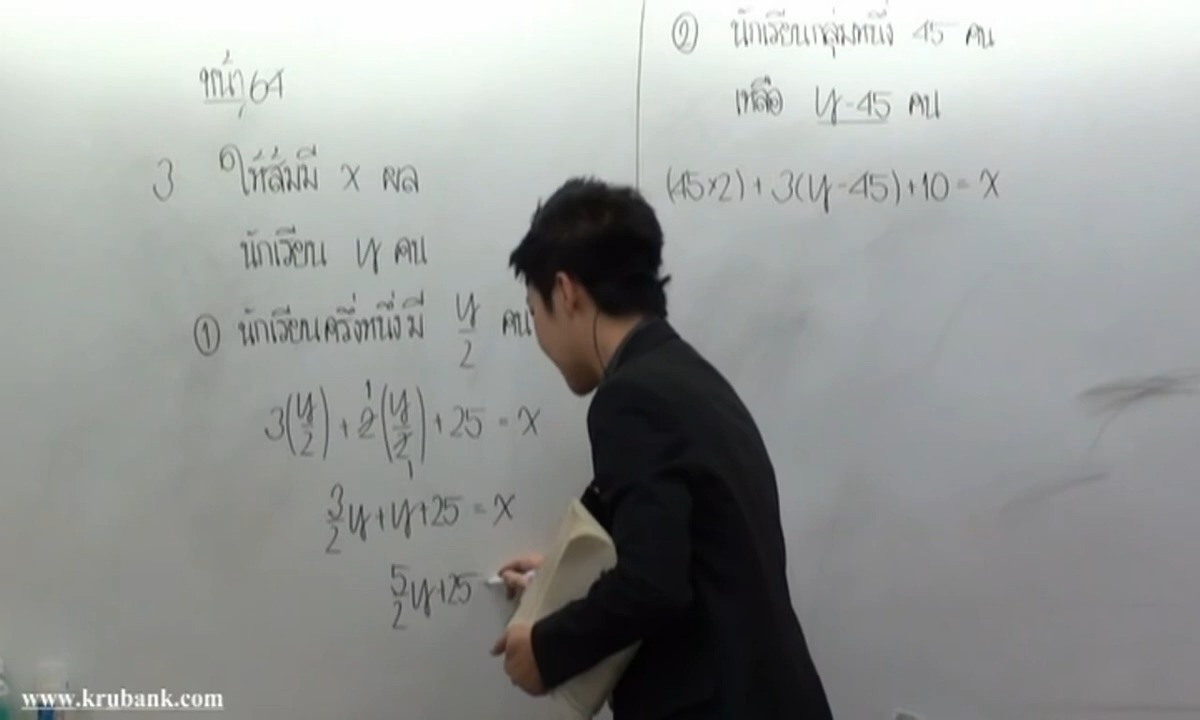 หน้า 64
3 ให้ส้มมี x ผล
นักเรียน y คน
① นักเรียนครึ่งหนึ่งมี y/2 คน
3(y/2) + 2(y/2) + 25 = x
1
1
3/2 y + y + 25 = x
5/2 y + 25
② นักเรียนกลุ่มหนึ่ง 45 คน
เหลือ y - 45 คน
(45×2) + 3(y - 45) + 10 = x
www.krubank.com